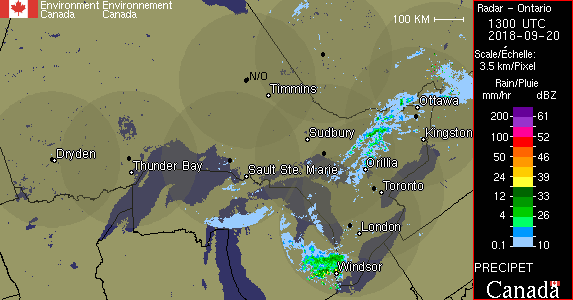 Environment Environnement
Canada Canada
100 KM
N/O
Timmins
Ottawa
Sudbury
Kingston
Dryden
Thunder Bay
Sault Ste. Marie
Orillia
Toronto
London
Windsor
Radar - Ontario
1300 UTC
2018-09-20
Scale/Échelle:
3.5 km/Pixel
Rain/Pluie
mm/hr dBZ
200 61
100 52
50 46
24 39
12 34
4 26
0.1 10
PRECIPET
Canada